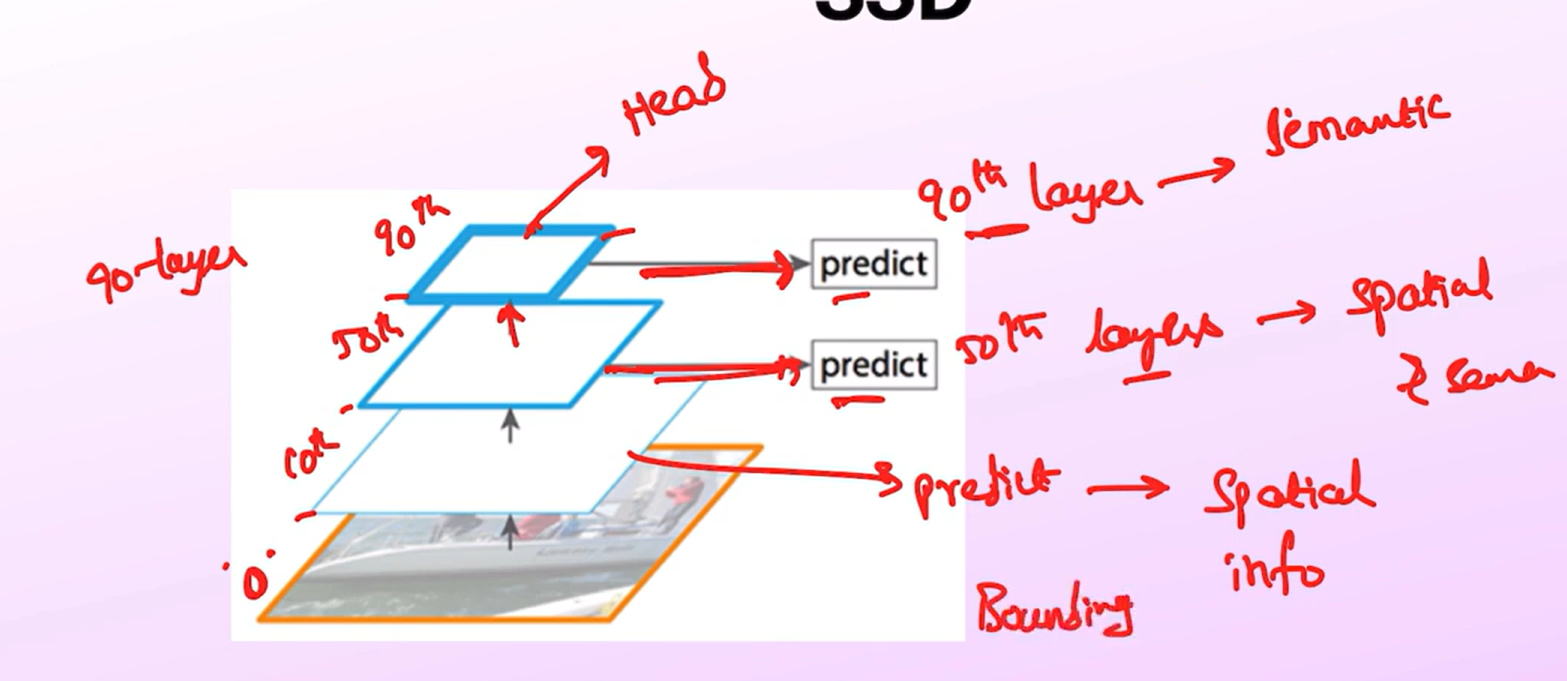 SSD
Head
90th layer → Semantic
90th
90-layer
predict
50th
predict
50th layers → Spatial
& Seman
10th
predict → Spatial
info
'0'
Bounding